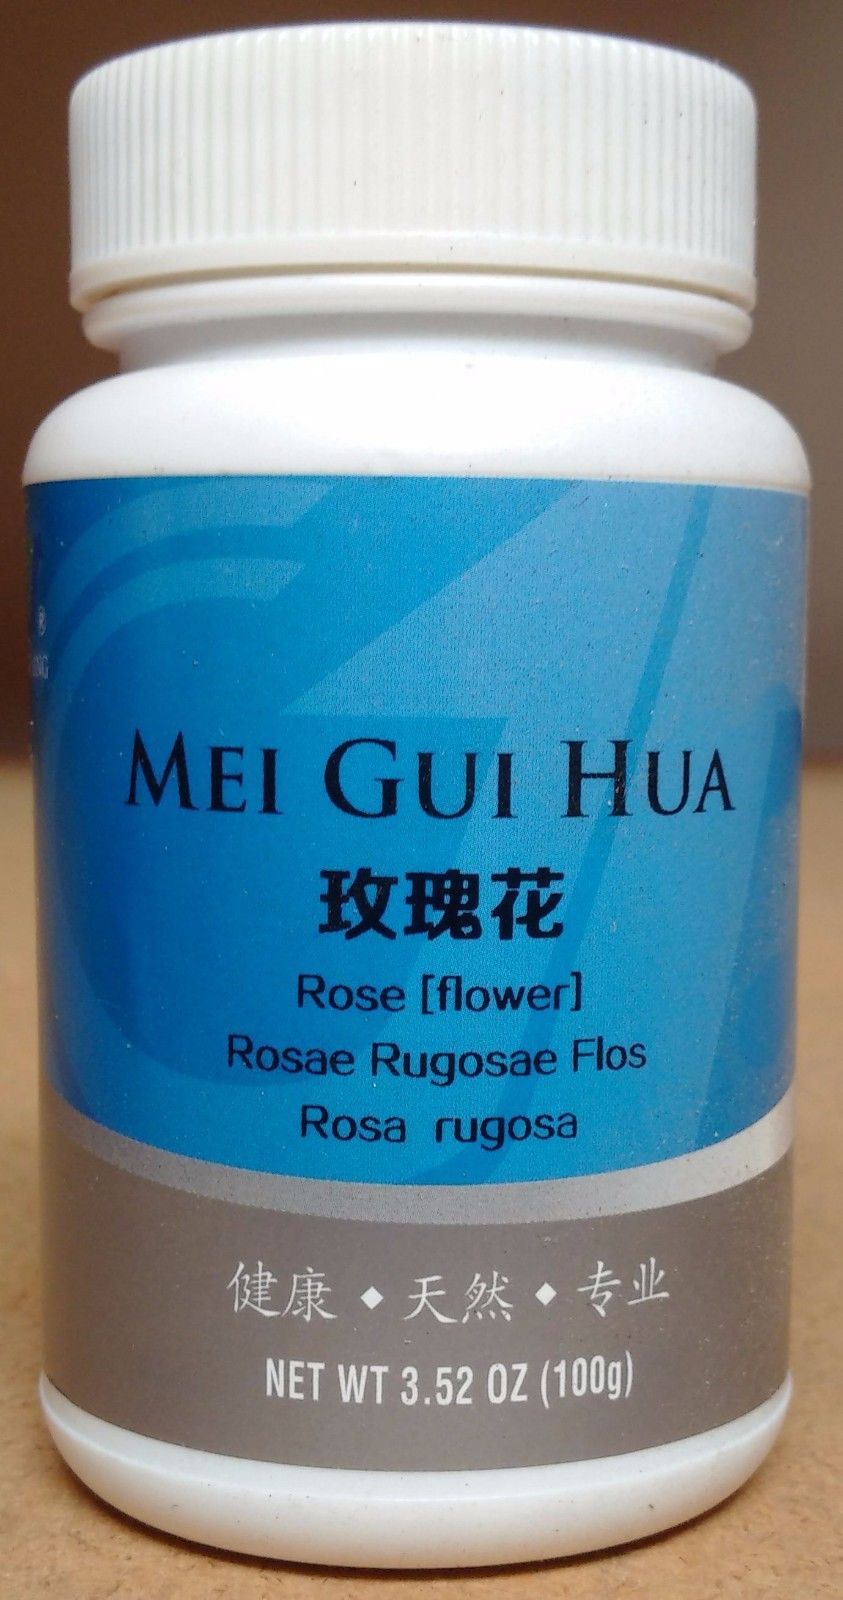 ®
MEI GUI HUA
玫瑰花
Rose [flower]
Rosae Rugosae Flos
Rosa rugosa
健康 ◆ 天然 ◆ 专业
NET WT 3.52 OZ (100g)